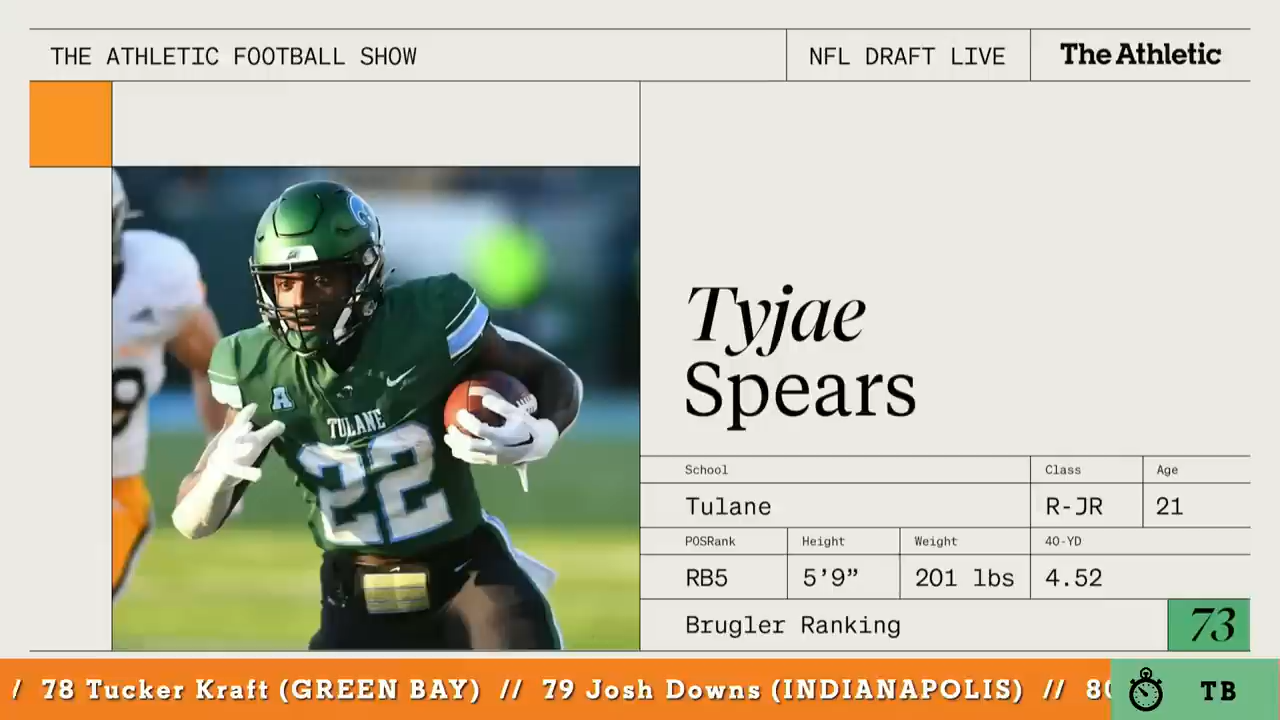 THE ATHLETIC FOOTBALL SHOW
NFL DRAFT LIVE
The Athletic
A
TULANE
22
Tyjae
Spears
School
Class
Age
Tulane
R-JR
21
POSRank
Height
Weight
40-YD
RB5
5’9”
201 lbs
4.52
Brugler Ranking
73
/ 78 Tucker Kraft (GREEN BAY) // 79 Josh Downs (INDIANAPOLIS) // 80
TB